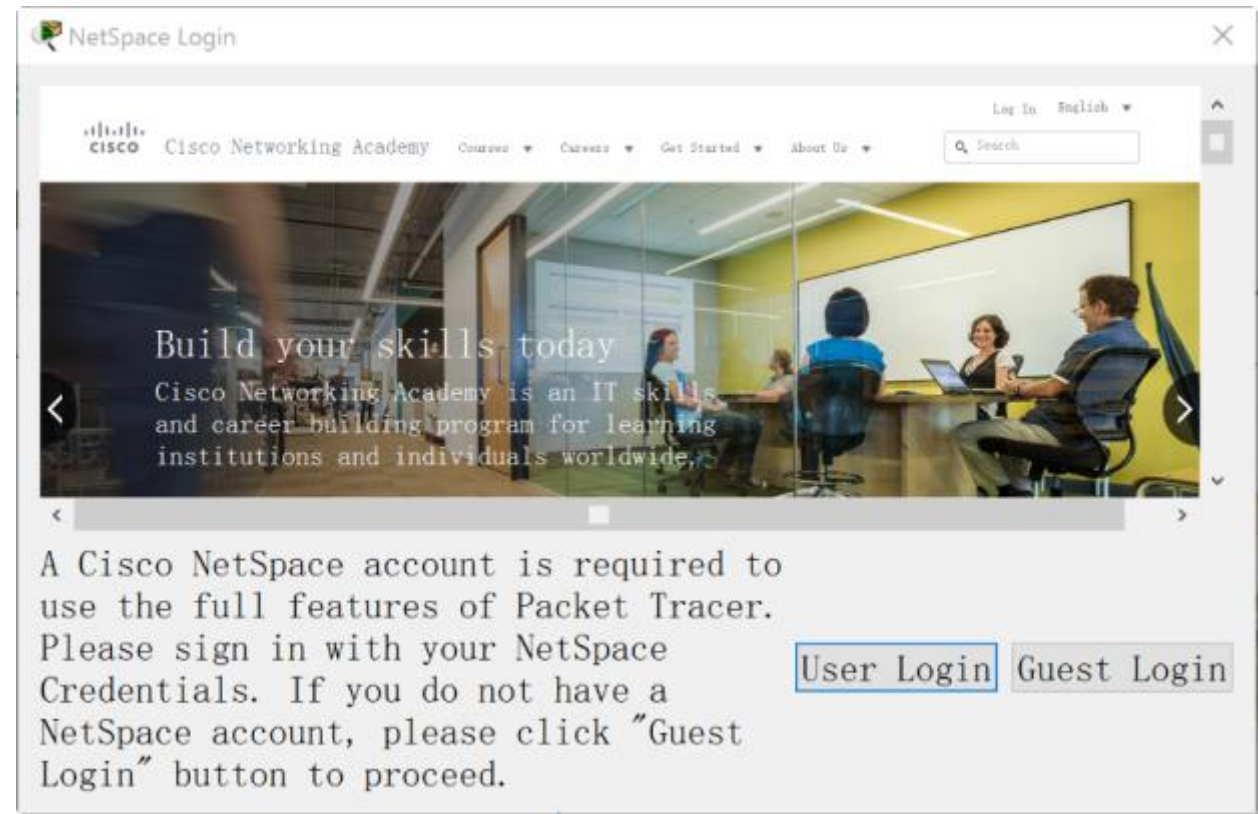 NetSpace Login
Log In English
CISCO Cisco Networking Academy Courses Careers Get Started About Us Search
Build your skills today
Cisco Networking Academy is an IT skills
and career building program for learning
institutions and individuals worldwide.
A Cisco NetSpace account is required to
use the full features of Packet Tracer.
Please sign in with your NetSpace
Credentials. If you do not have a
NetSpace account, please click "Guest
Login" button to proceed.
User Login Guest Login